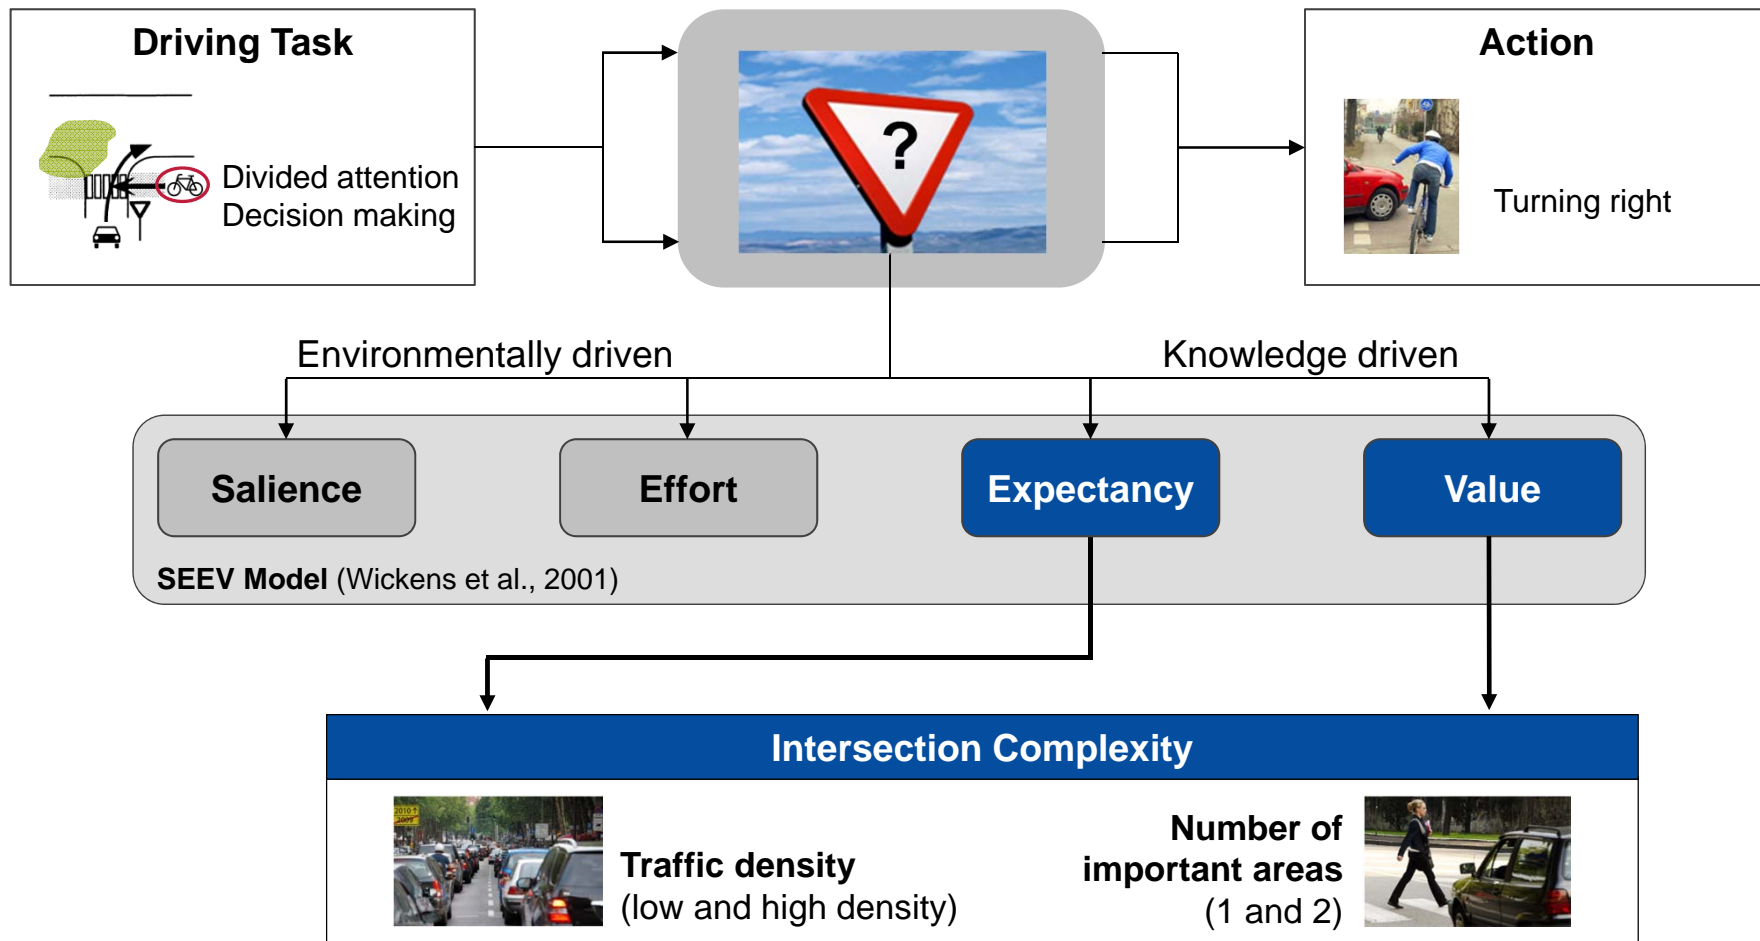 Driving Task
Divided attention
Decision making
?
Action
Turning right
Environmentally driven
Knowledge driven
Salience
Effort
Expectancy
Value
SEEV Model (Wickens et al., 2001)
Intersection Complexity
2010
2009
Traffic density
(low and high density)
Number of
important areas
(1 and 2)